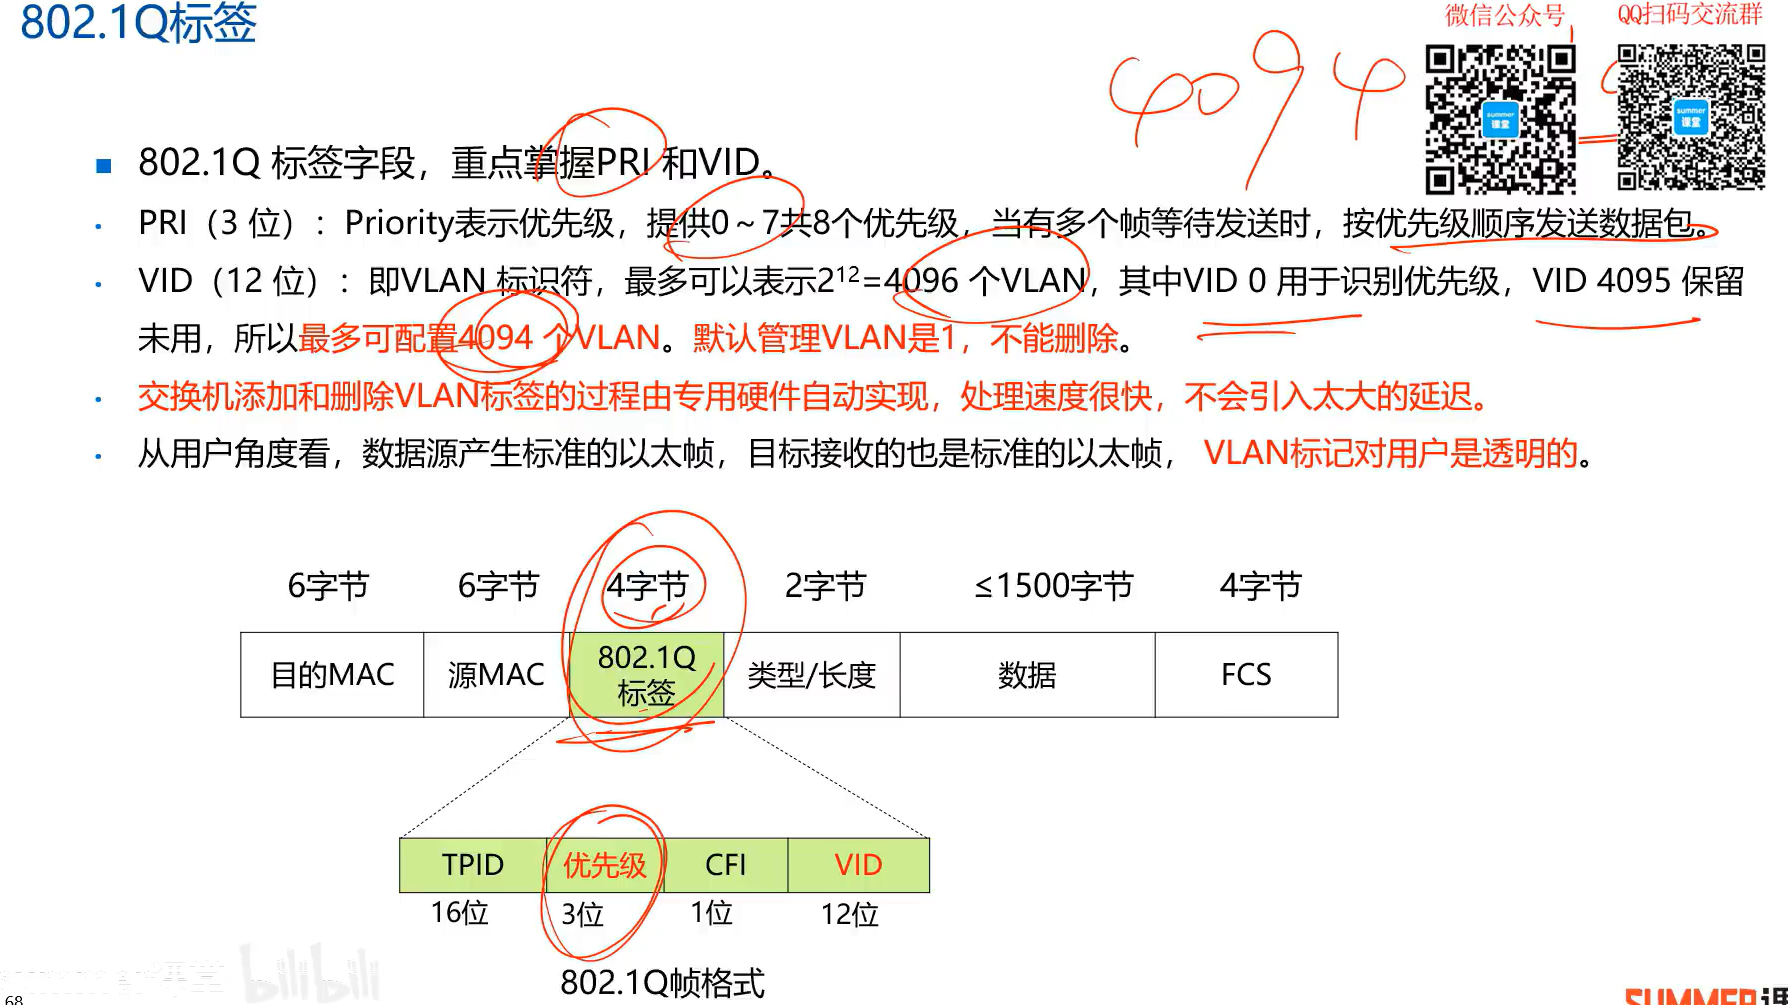 802.1Q标签
微信公众号
QQ扫码交流群
4094
summer
课堂
summer
课堂
802.1Q 标签字段，重点掌握PRI 和VID。
PRI（3 位）：Priority表示优先级，提供0～7共8个优先级，当有多个帧等待发送时，按优先级顺序发送数据包。
VID（12 位）：即VLAN 标识符，最多可以表示2¹²=4096 个VLAN，其中VID 0 用于识别优先级，VID 4095 保留
未用，所以最多可配置4094 个VLAN。默认管理VLAN是1，不能删除。
交换机添加和删除VLAN标签的过程由专用硬件自动实现，处理速度很快，不会引入太大的延迟。
从用户角度看，数据源产生标准的以太帧，目标接收的也是标准的以太帧， VLAN标记对用户是透明的。
6字节 6字节 4字节 2字节 ≤1500字节 4字节
目的MAC 源MAC 802.1Q 标签 类型/长度 数据 FCS
TPID 优先级 CFI VID
16位 3位 1位 12位
802.1Q帧格式
bilibili
68
SUMMER课